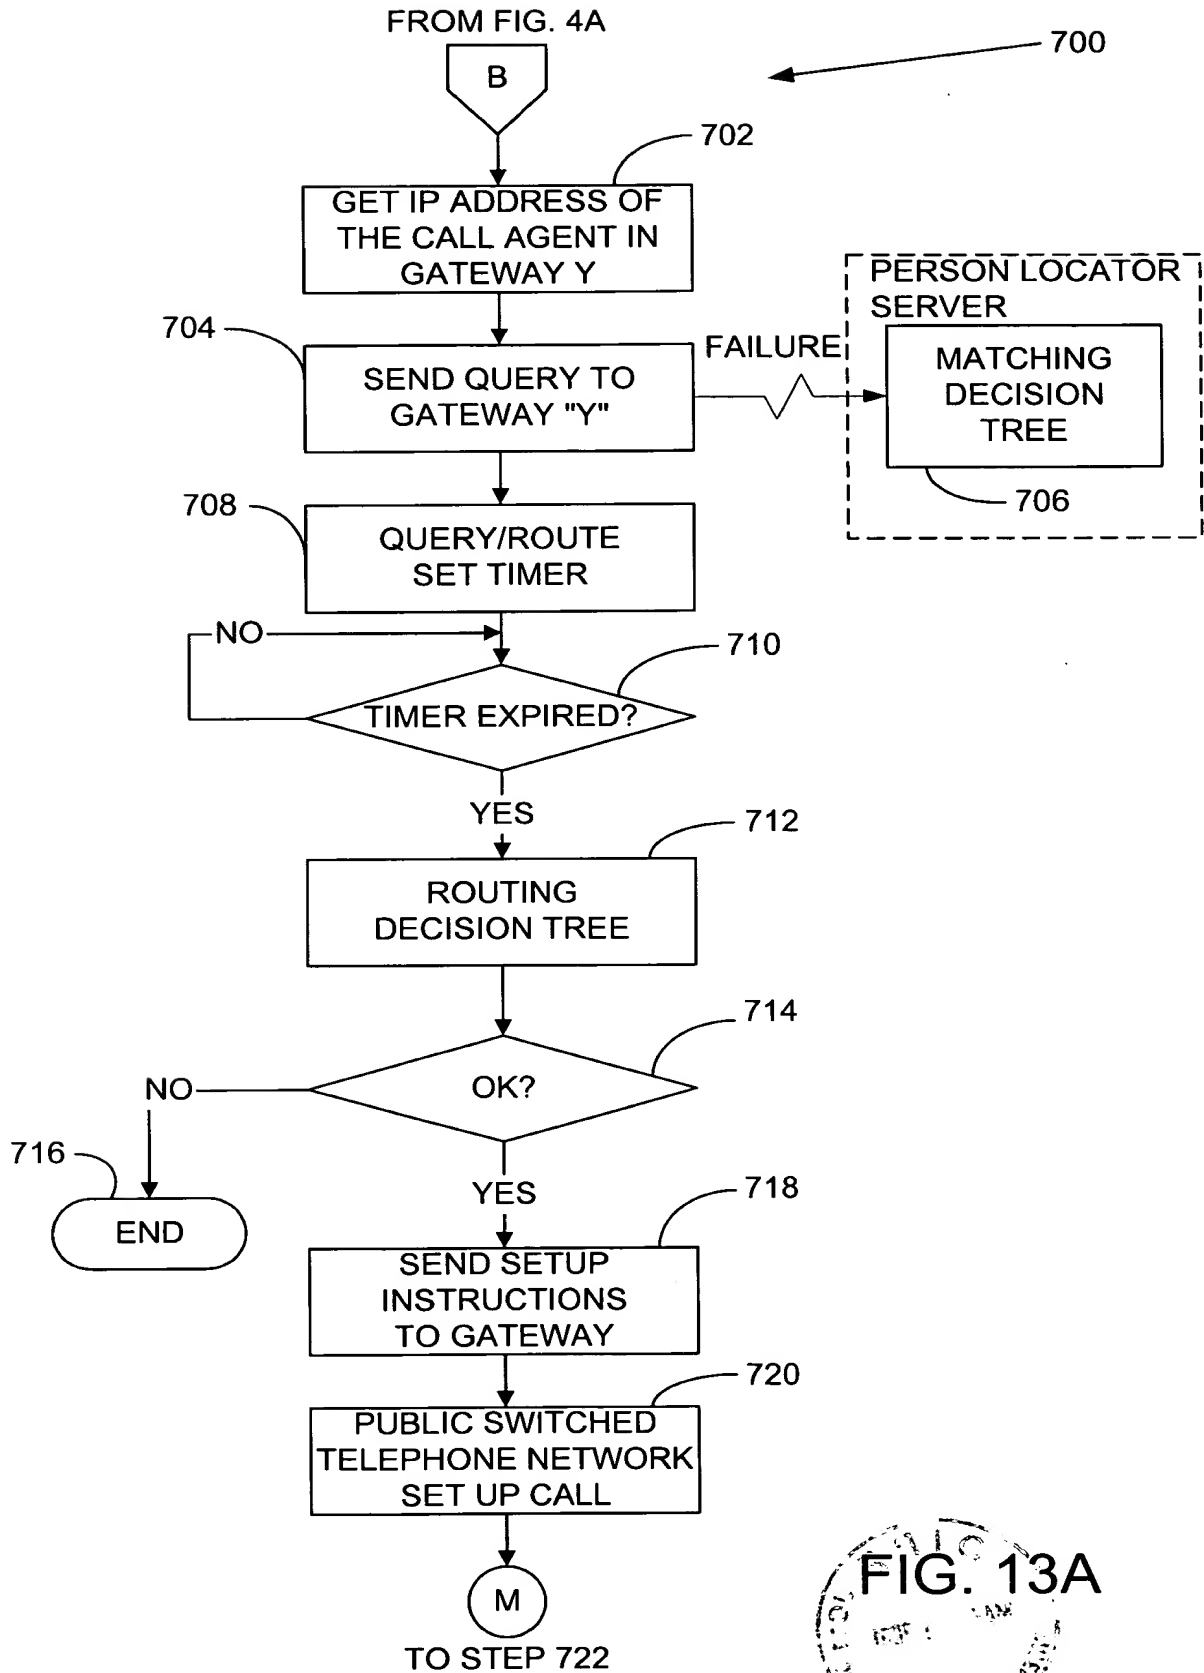 FROM FIG. 4A
700
B
702
GET IP ADDRESS OF
THE CALL AGENT IN
GATEWAY Y
PERSON LOCATOR
SERVER
704
SEND QUERY TO
GATEWAY "Y"
FAILURE
MATCHING
DECISION
TREE
706
708
QUERY/ROUTE
SET TIMER
NO
710
TIMER EXPIRED?
YES
712
ROUTING
DECISION TREE
714
OK?
NO
716
END
YES
718
SEND SETUP
INSTRUCTIONS
TO GATEWAY
720
PUBLIC SWITCHED
TELEPHONE NETWORK
SET UP CALL
M
TO STEP 722
FIG. 13A